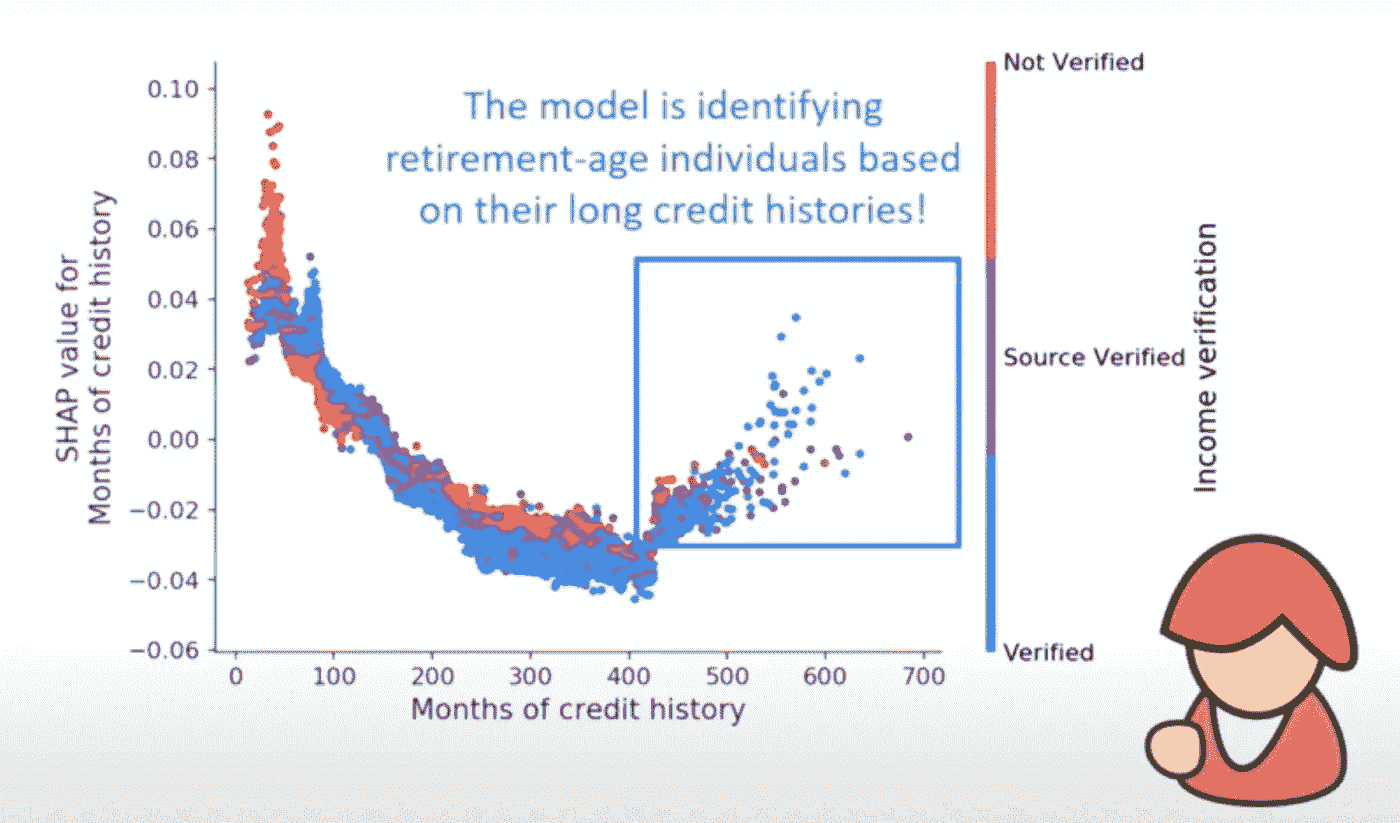 The model is identifying
retirement-age individuals based
on their long credit histories!
SHAP value for
Months of credit history
0.10
0.08
0.06
0.04
0.02
0.00
−0.02
−0.04
−0.06
0 100 200 300 400 500 600 700
Months of credit history
Not Verified
Source Verified
Verified
Income verification